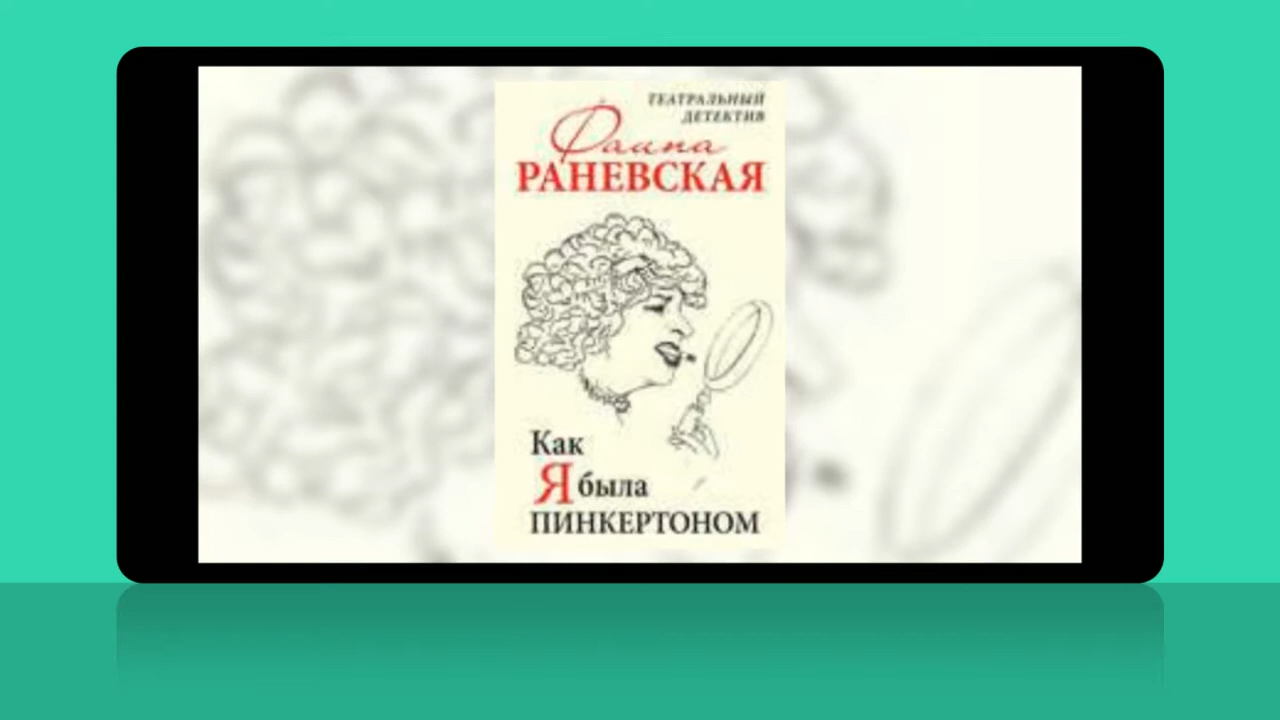 ТЕАТРАЛЬНЫЙ
ДЕТЕКТИВ
Фаина
РАНЕВСКАЯ
Как
Я была
ПИНКЕРТОНОМ